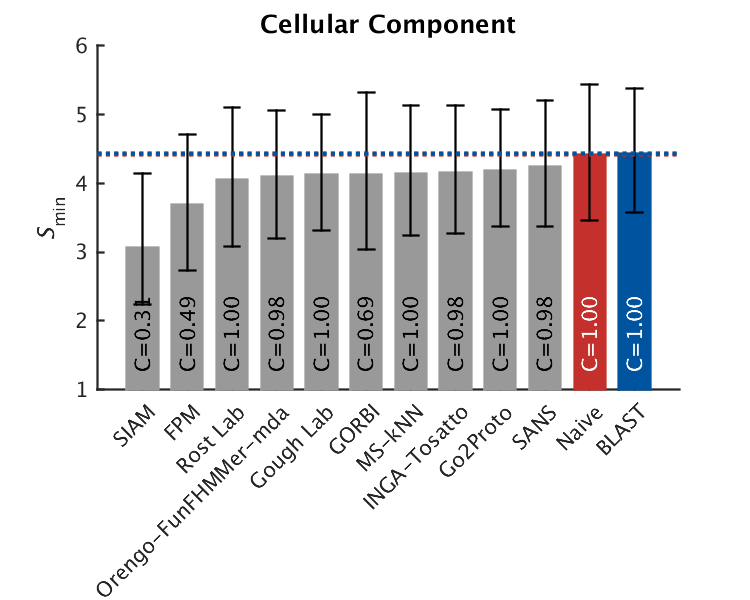 Cellular Component
6
5
4
3
2
1
Smin
C=0.31
C=0.49
C=1.00
C=0.98
C=1.00
C=0.69
C=1.00
C=0.98
C=1.00
C=0.98
C=1.00
C=1.00
SIAM
FPM
Rost Lab
Orengo-FunFHMMer-mda
Gough Lab
GORBI
MS-kNN
INGA-Tosatto
Go2Proto
SANS
Naive
BLAST